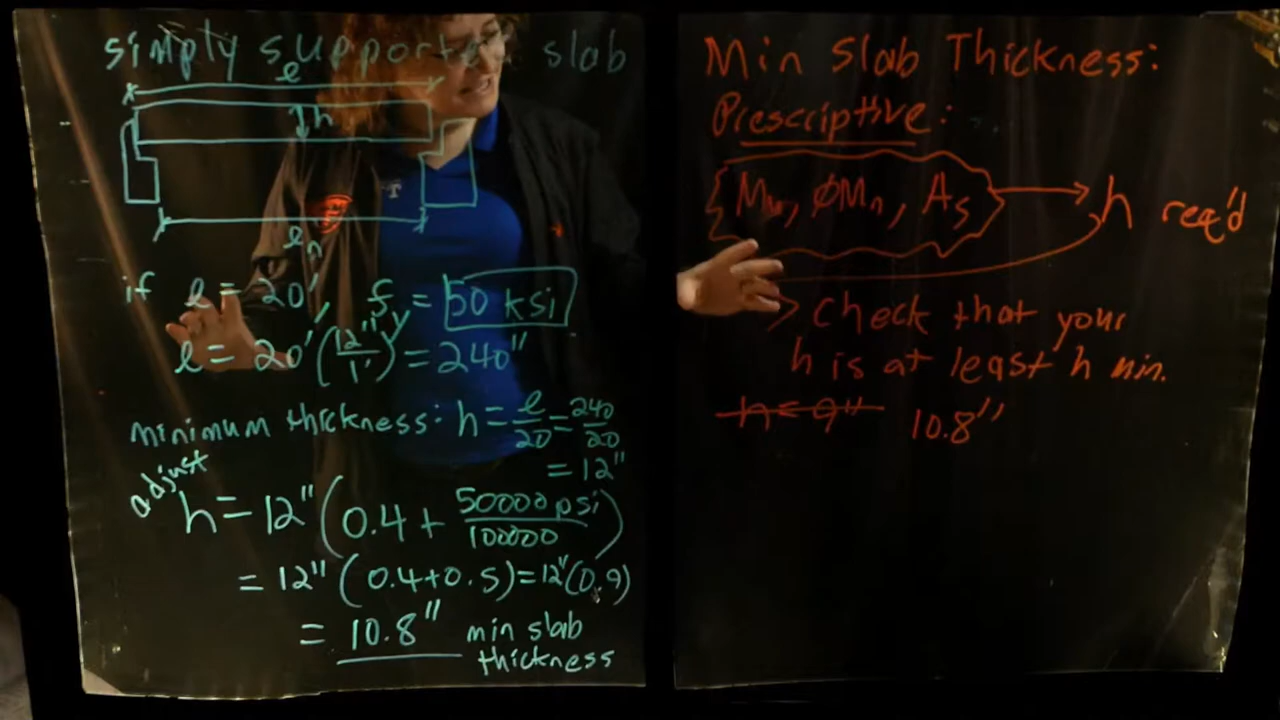 simply supported slab
l
h
ln
if l = 20', fy = 50 ksi
l = 20' (12"/1') = 240"
minimum thickness: h = l/20 = 240/20
= 12"
adjust
h = 12" (0.4 + 50000 psi/100000)
= 12" (0.4+0.5) = 12" (0.9)
= 10.8" min slab
thickness
Min Slab Thickness:
Prescriptive:
Mu, ϕMn, As → h req'd
> Check that your
h is at least h min.
h = 9" 10.8"